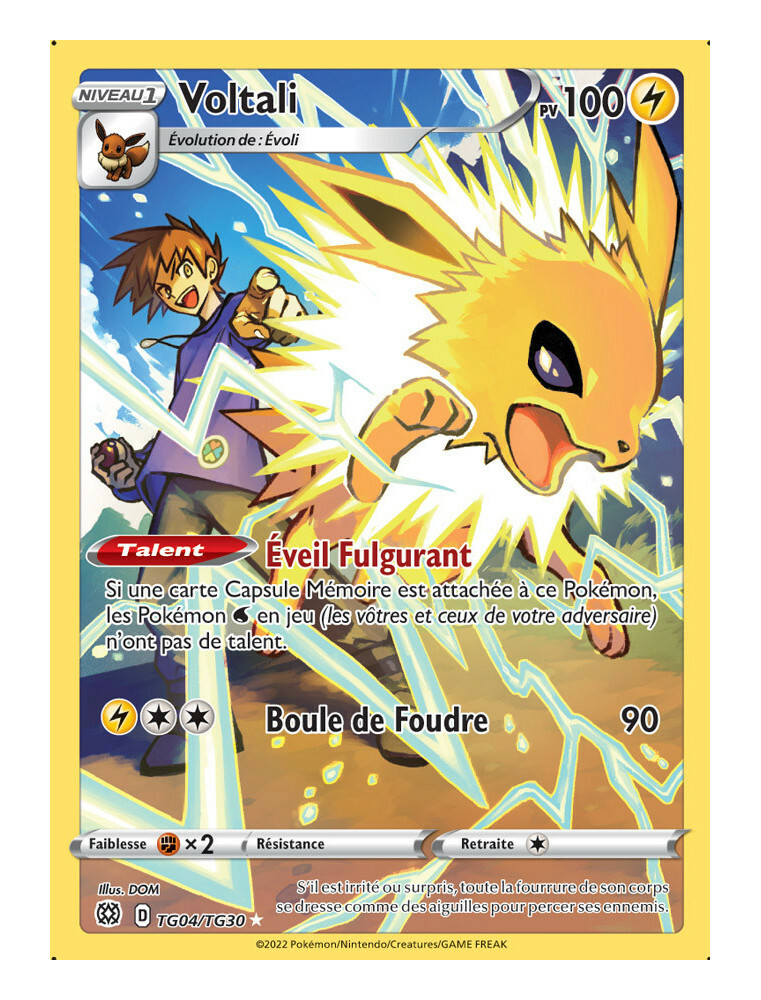 NIVEAU 1
Voltali
PV 100
Évolution de : Évoli
Talent
Éveil Fulgurant
Si une carte Capsule Mémoire est attachée à ce Pokémon,
les Pokémon en jeu (les vôtres et ceux de votre adversaire)
n'ont pas de talent.
Boule de Foudre 90
Faiblesse ×2 Résistance Retraite
Illus. DOM
S'il est irrité ou surpris, toute la fourrure de son corps
se dresse comme des aiguilles pour percer ses ennemis.
D TG04/TG30
©2022 Pokémon/Nintendo/Creatures/GAME FREAK